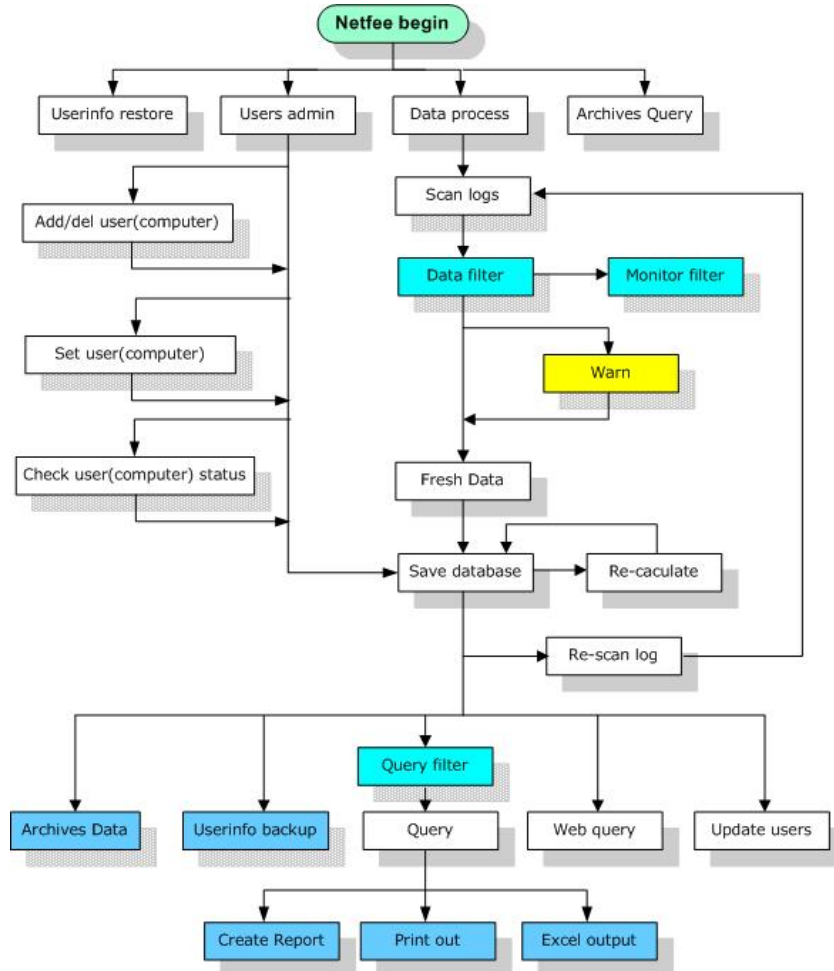 Netfee begin
Userinfo restore
Users admin
Data process
Archives Query
Scan logs
Add/del user(computer)
Data filter
Monitor filter
Set user(computer)
Warn
Check user(computer) status
Fresh Data
Save database
Re-caculate
Re-scan log
Query filter
Archives Data
Userinfo backup
Query
Web query
Update users
Create Report
Print out
Excel output